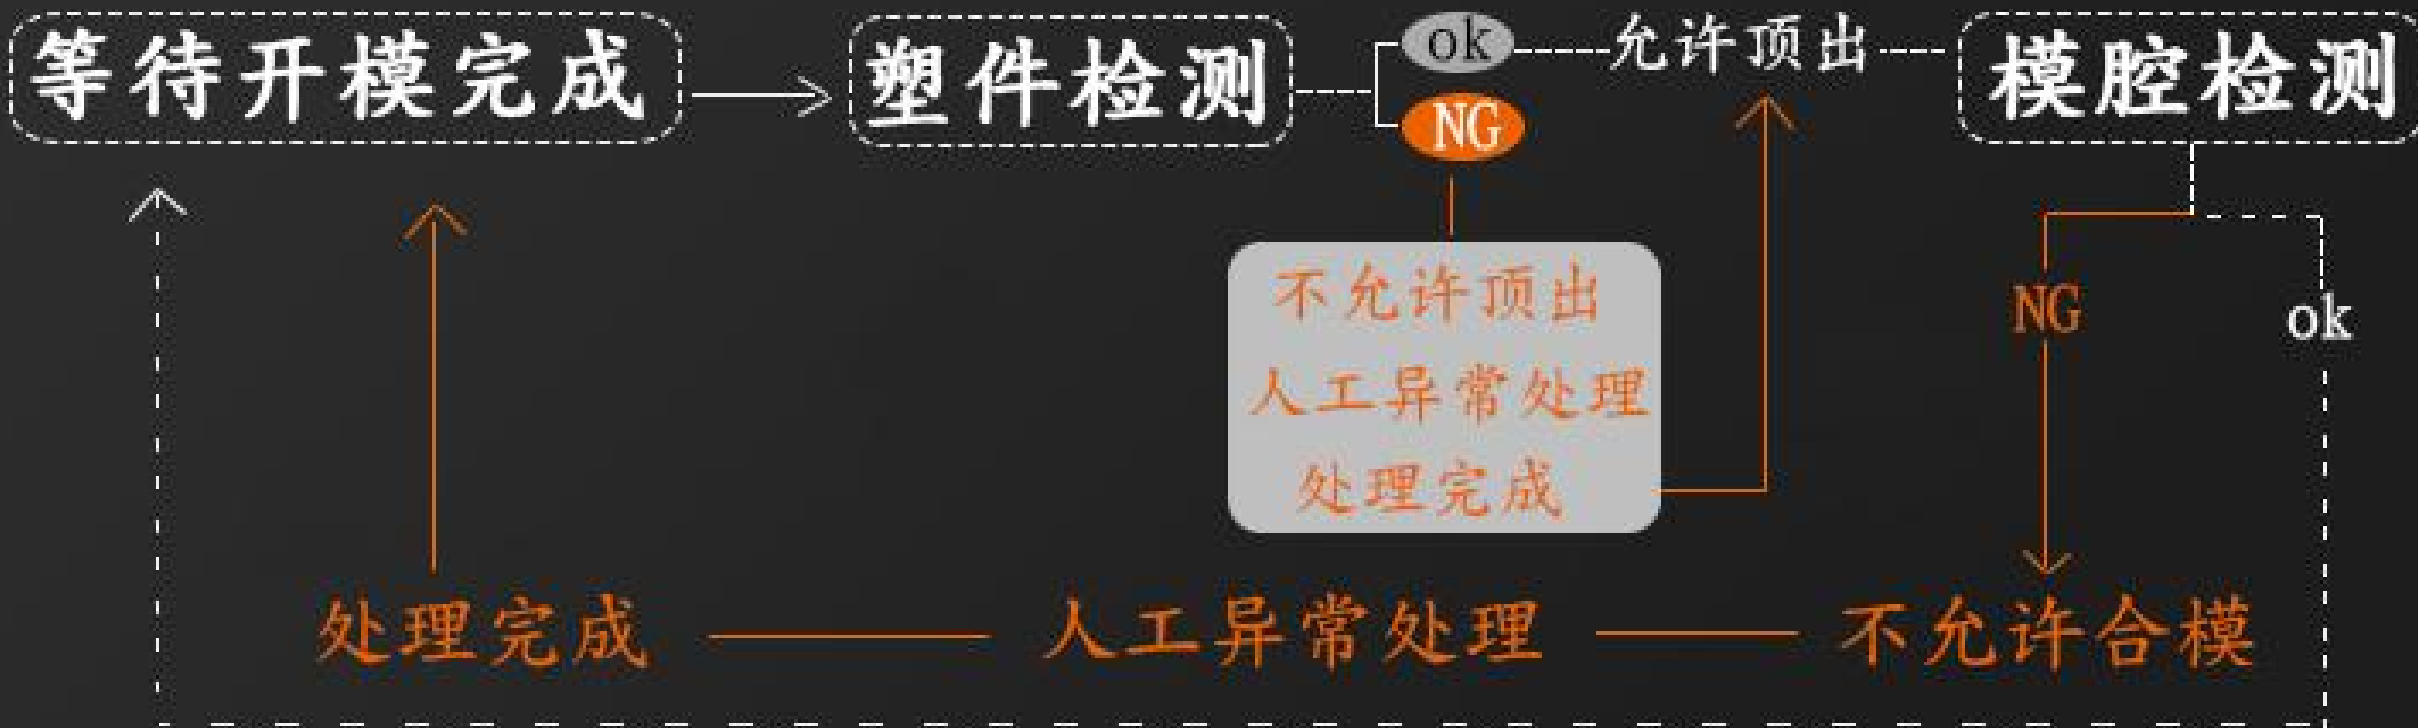 等待开模完成
塑件检测
ok
允许顶出
模腔检测
NG
不允许顶出
人工异常处理
处理完成
NG
ok
处理完成
人工异常处理
不允许合模